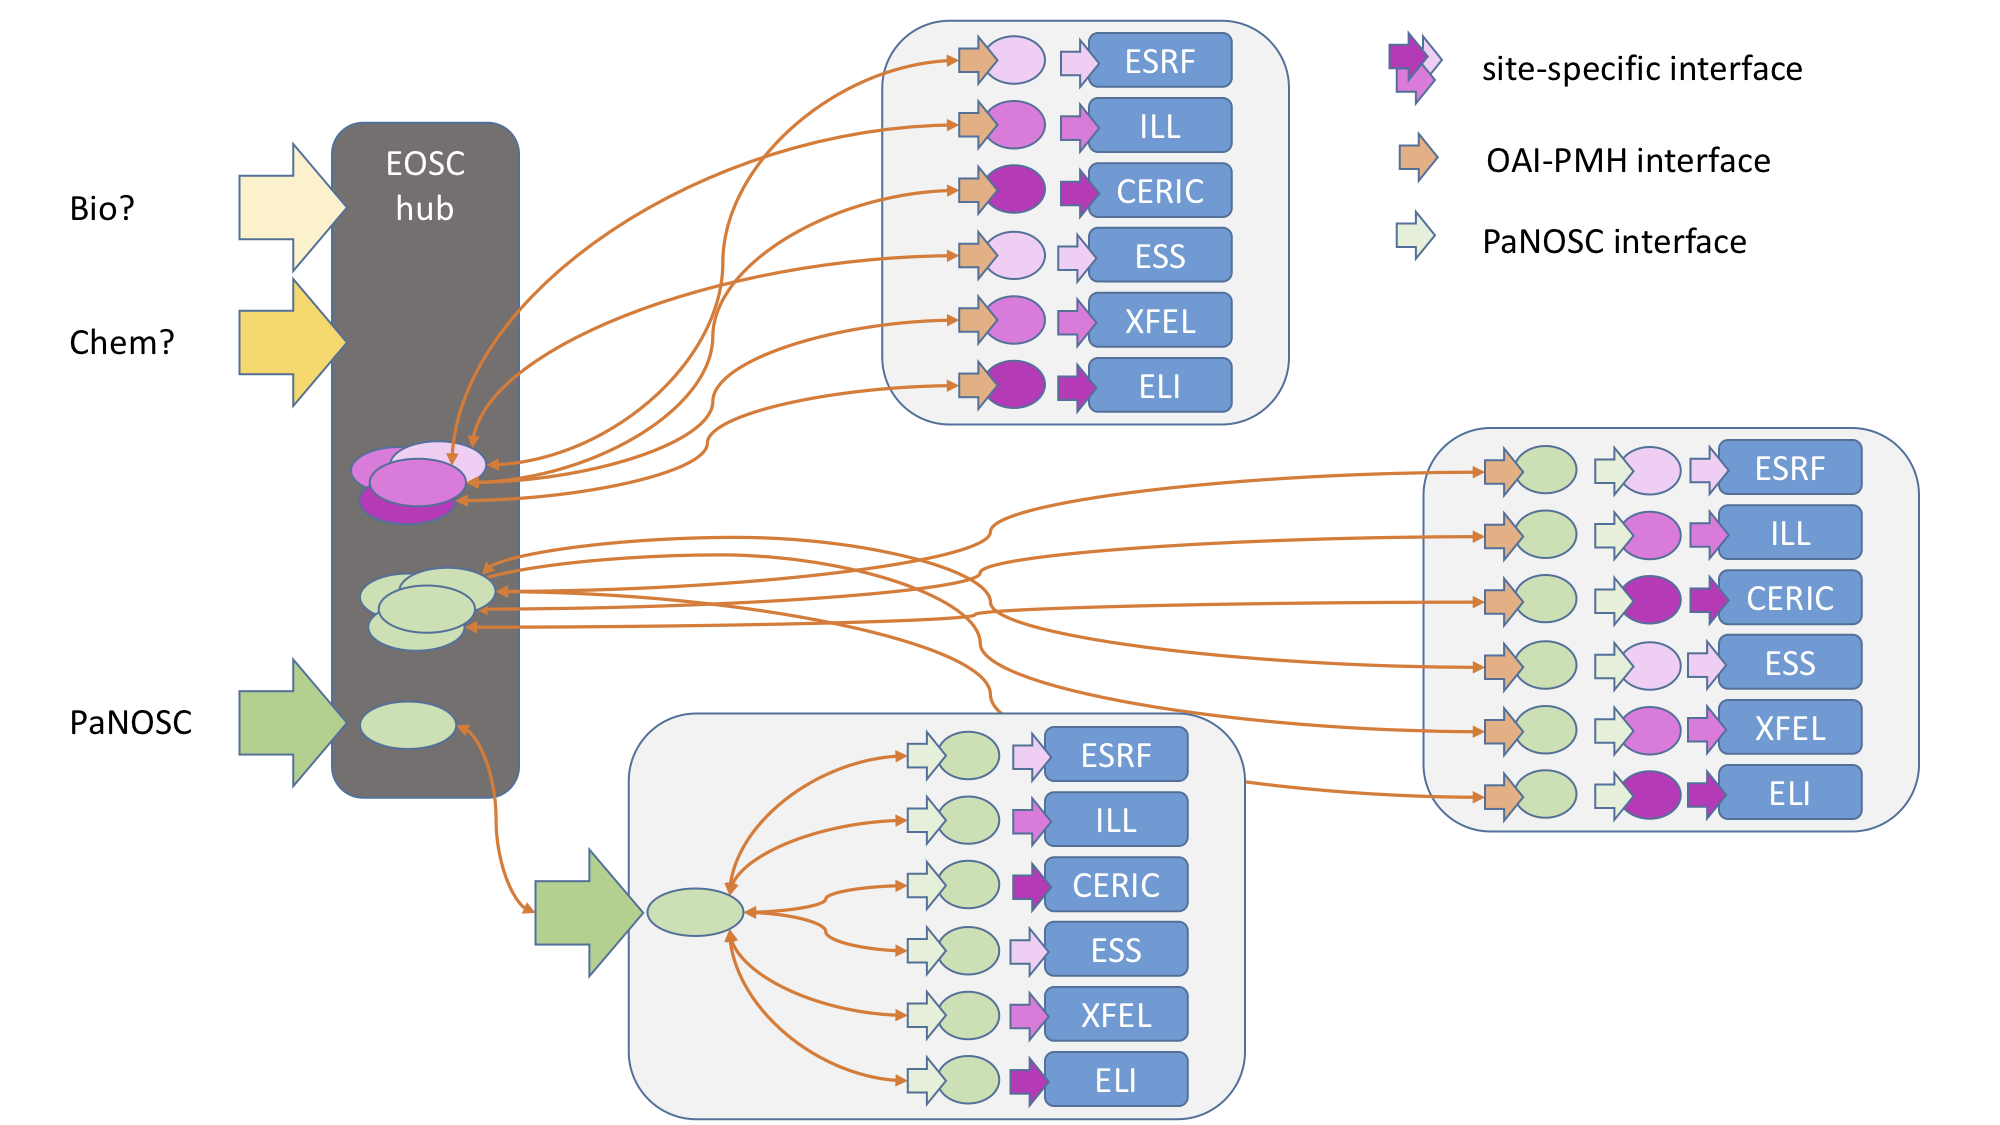 EOSC
hub
Bio?
Chem?
PaNOSC
ESRF
ILL
CERIC
ESS
XFEL
ELI
site-specific interface
OAI-PMH interface
PaNOSC interface
ESRF
ILL
CERIC
ESS
XFEL
ELI
ESRF
ILL
CERIC
ESS
XFEL
ELI